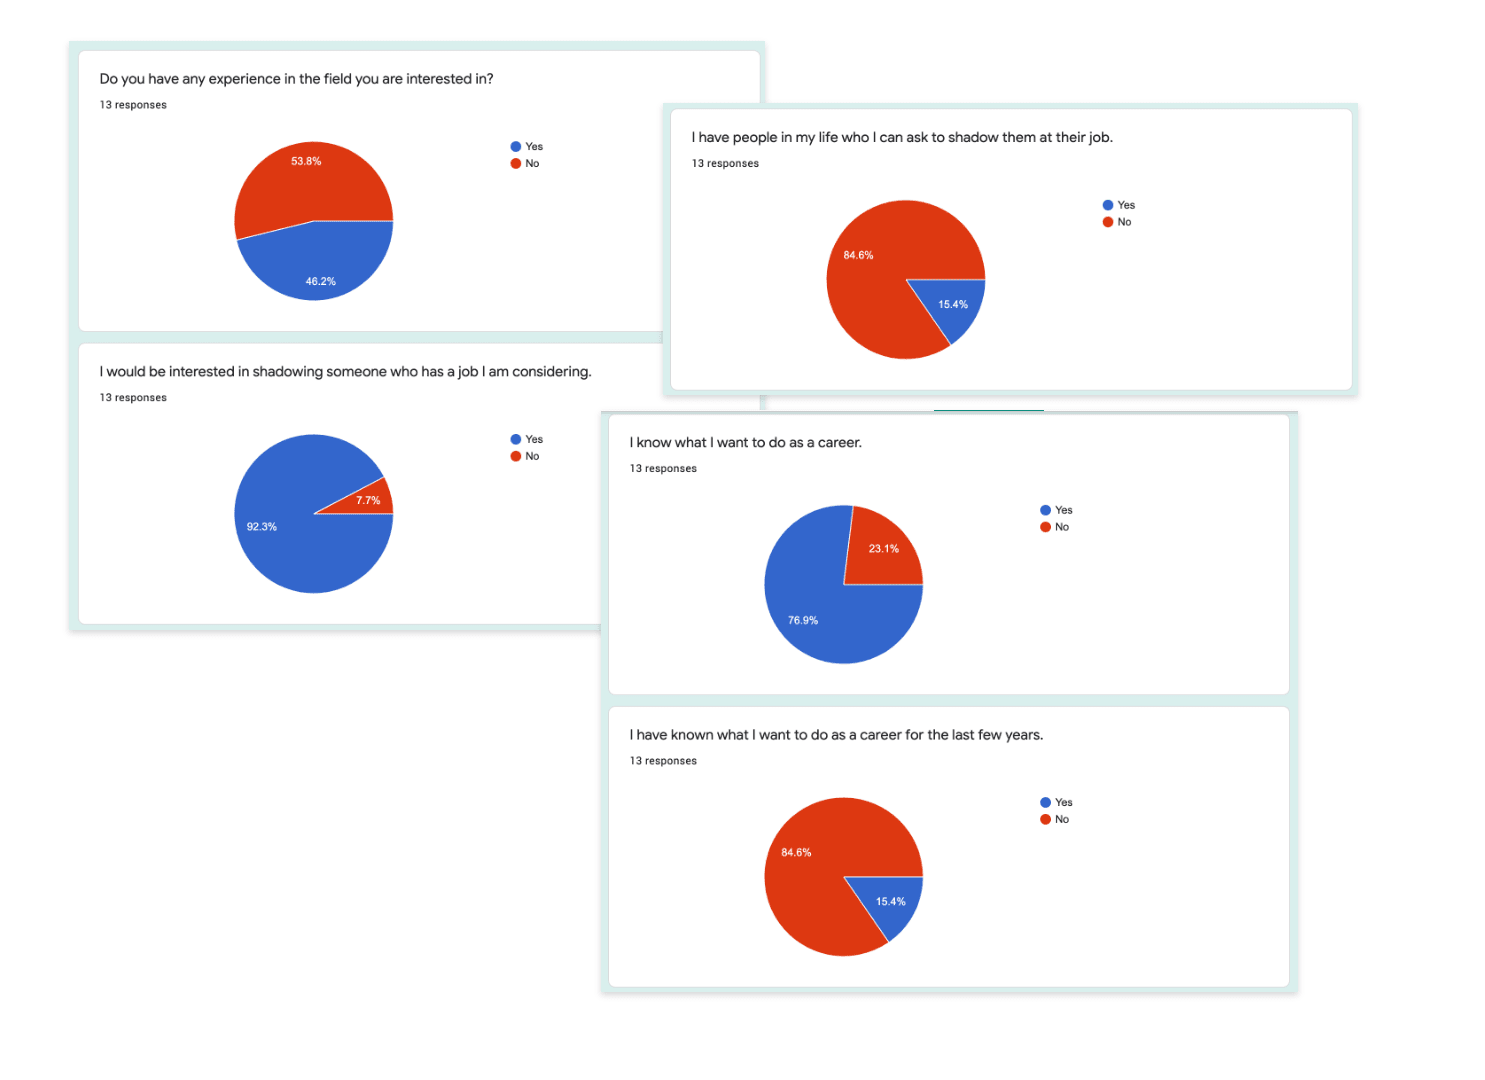 Do you have any experience in the field you are interested in?
13 responses
Yes
No
53.8%
46.2%
I would be interested in shadowing someone who has a job I am considering.
13 responses
Yes
No
7.7%
92.3%
I have people in my life who I can ask to shadow them at their job.
13 responses
Yes
No
84.6%
15.4%
I know what I want to do as a career.
13 responses
Yes
No
23.1%
76.9%
I have known what I want to do as a career for the last few years.
13 responses
Yes
No
84.6%
15.4%